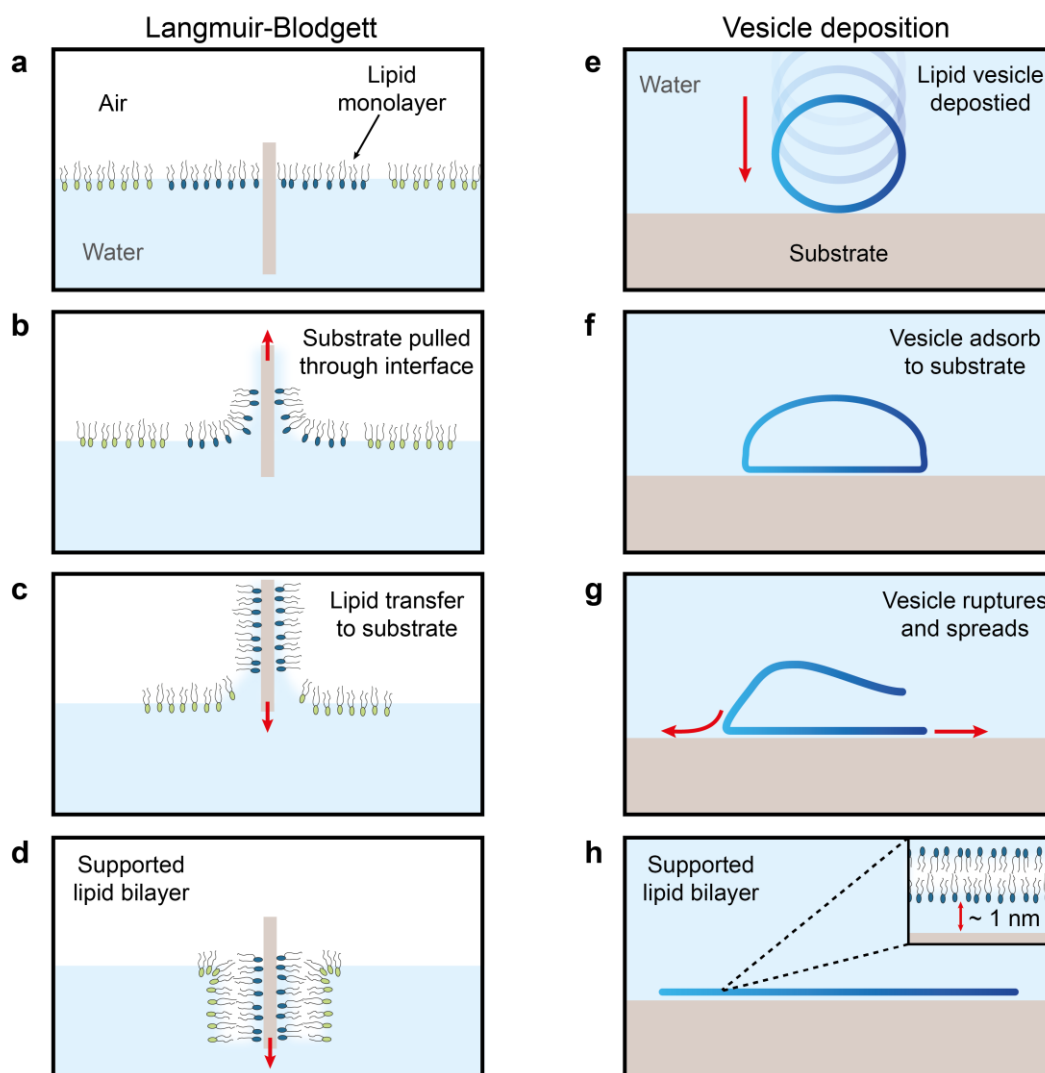 Langmuir-Blodgett
a
Air
Lipid
monolayer
Water
b
Substrate pulled
through interface
c
Lipid transfer
to substrate
d
Supported
lipid bilayer
Vesicle deposition
e
Water
Lipid vesicle
depostied
Substrate
f
Vesicle adsorb
to substrate
g
Vesicle ruptures
and spreads
h
Supported
lipid bilayer
~ 1 nm